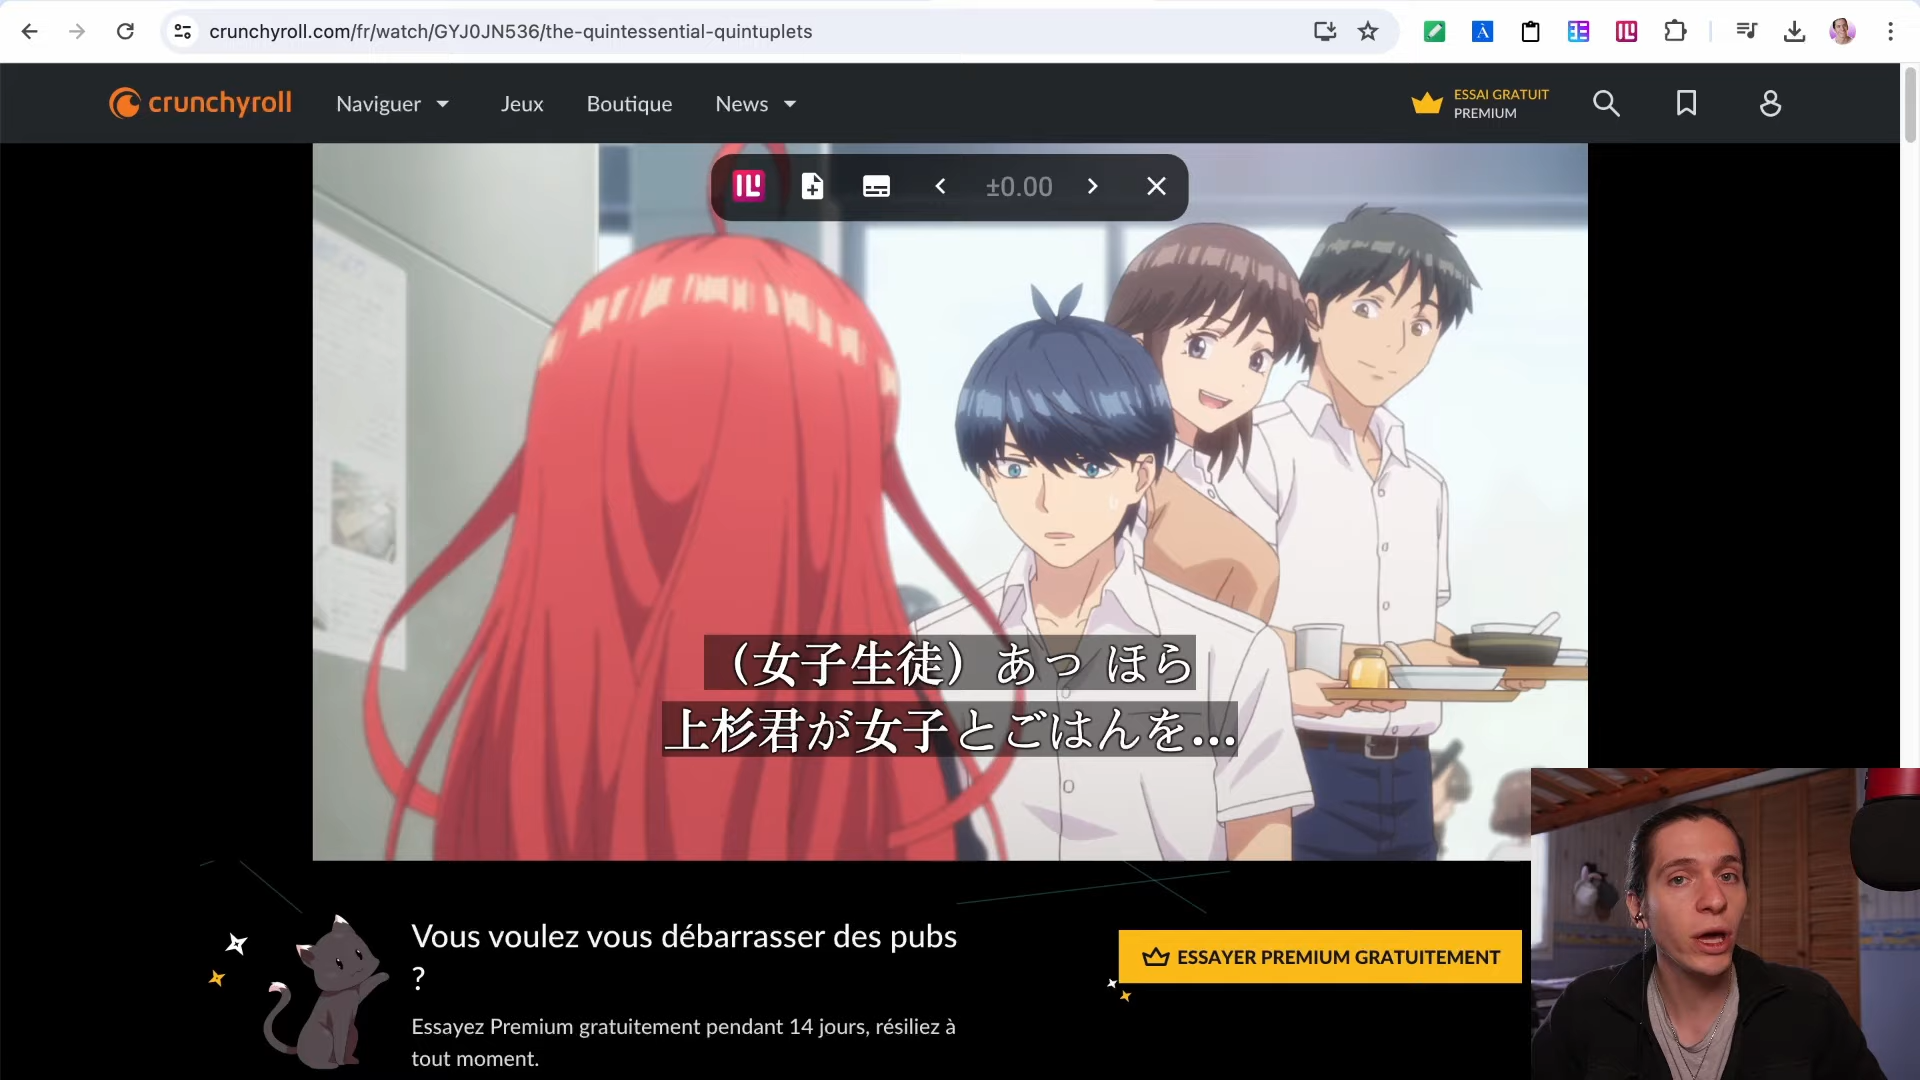 crunchyroll.com/fr/watch/GYJ0JN536/the-quintessential-quintuplets
crunchyroll
Naviguer
Jeux
Boutique
News
ESSAI GRATUIT
PREMIUM
±0.00
（女子生徒）あっ ほら
上杉君が女子とごはんを…
Vous voulez vous débarrasser des pubs
?
Essayez Premium gratuitement pendant 14 jours, résiliez à
tout moment.
ESSAYER PREMIUM GRATUITEMENT